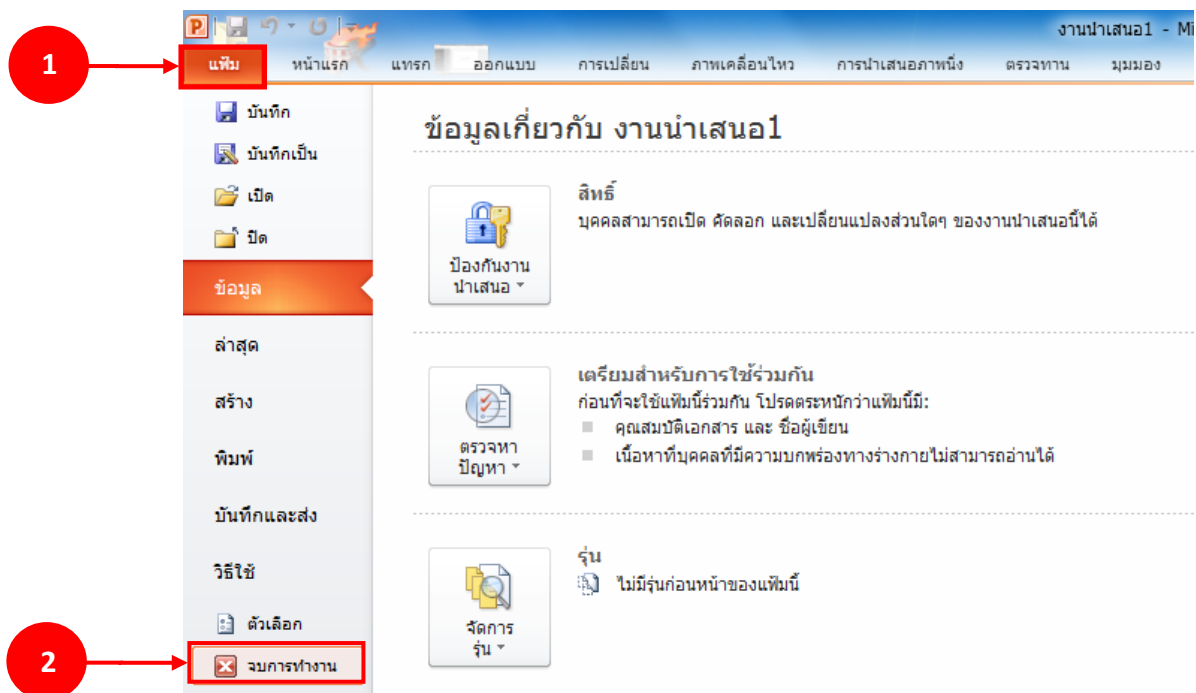 งานนำเสนอ1 - Mi
1
แฟ้ม หน้าแรก แทรก ออกแบบ การเปลี่ยน ภาพเคลื่อนไหว การนำเสนอภาพนิ่ง ตรวจทาน มุมมอง
บันทึก
บันทึกเป็น
เปิด
ปิด
ข้อมูล
ล่าสุด
สร้าง
พิมพ์
บันทึกและส่ง
วิธีใช้
ตัวเลือก
2
จบการทำงาน
ข้อมูลเกี่ยวกับ งานนำเสนอ1
ป้องกันงาน
นำเสนอ
สิทธิ์
บุคคลสามารถเปิด คัดลอก และเปลี่ยนแปลงส่วนใดๆ ของงานนำเสนอนี้ได้
ตรวจหา
ปัญหา
เตรียมสำหรับการใช้ร่วมกัน
ก่อนที่จะใช้แฟ้มนี้ร่วมกัน โปรดตระหนักว่าแฟ้มนี้มี:
คุณสมบัติเอกสาร และ ชื่อผู้เขียน
เนื้อหาที่บุคคลที่มีความบกพร่องทางร่างกายไม่สามารถอ่านได้
จัดการ
รุ่น
รุ่น
ไม่มีรุ่นก่อนหน้าของแฟ้มนี้